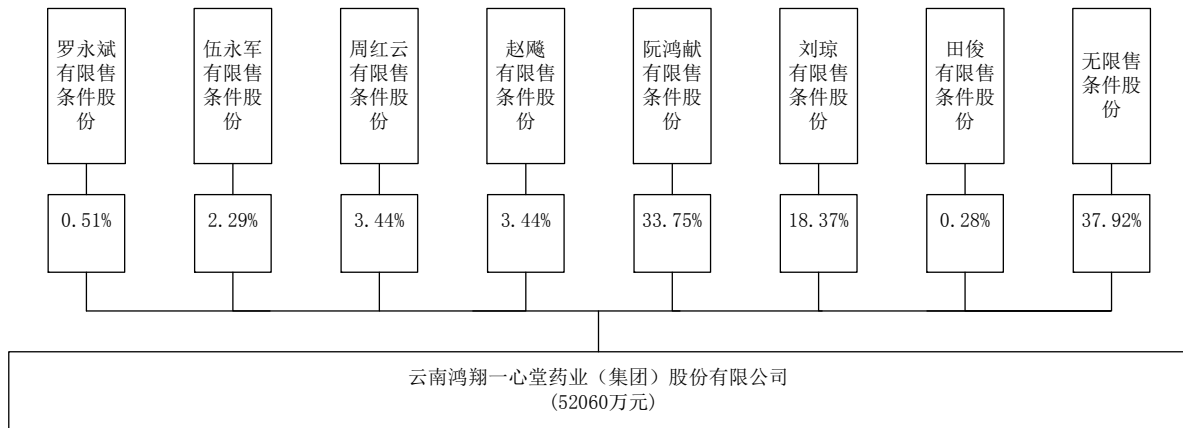 罗永斌
有限售
条件股
份
伍永军
有限售
条件股
份
周红云
有限售
条件股
份
赵飚
有限售
条件股
份
阮鸿献
有限售
条件股
份
刘琼
有限售
条件股
份
田俊
有限售
条件股
份
无限售
条件股
份
0.51%
2.29%
3.44%
3.44%
33.75%
18.37%
0.28%
37.92%
云南鸿翔一心堂药业（集团）股份有限公司
(52060万元)